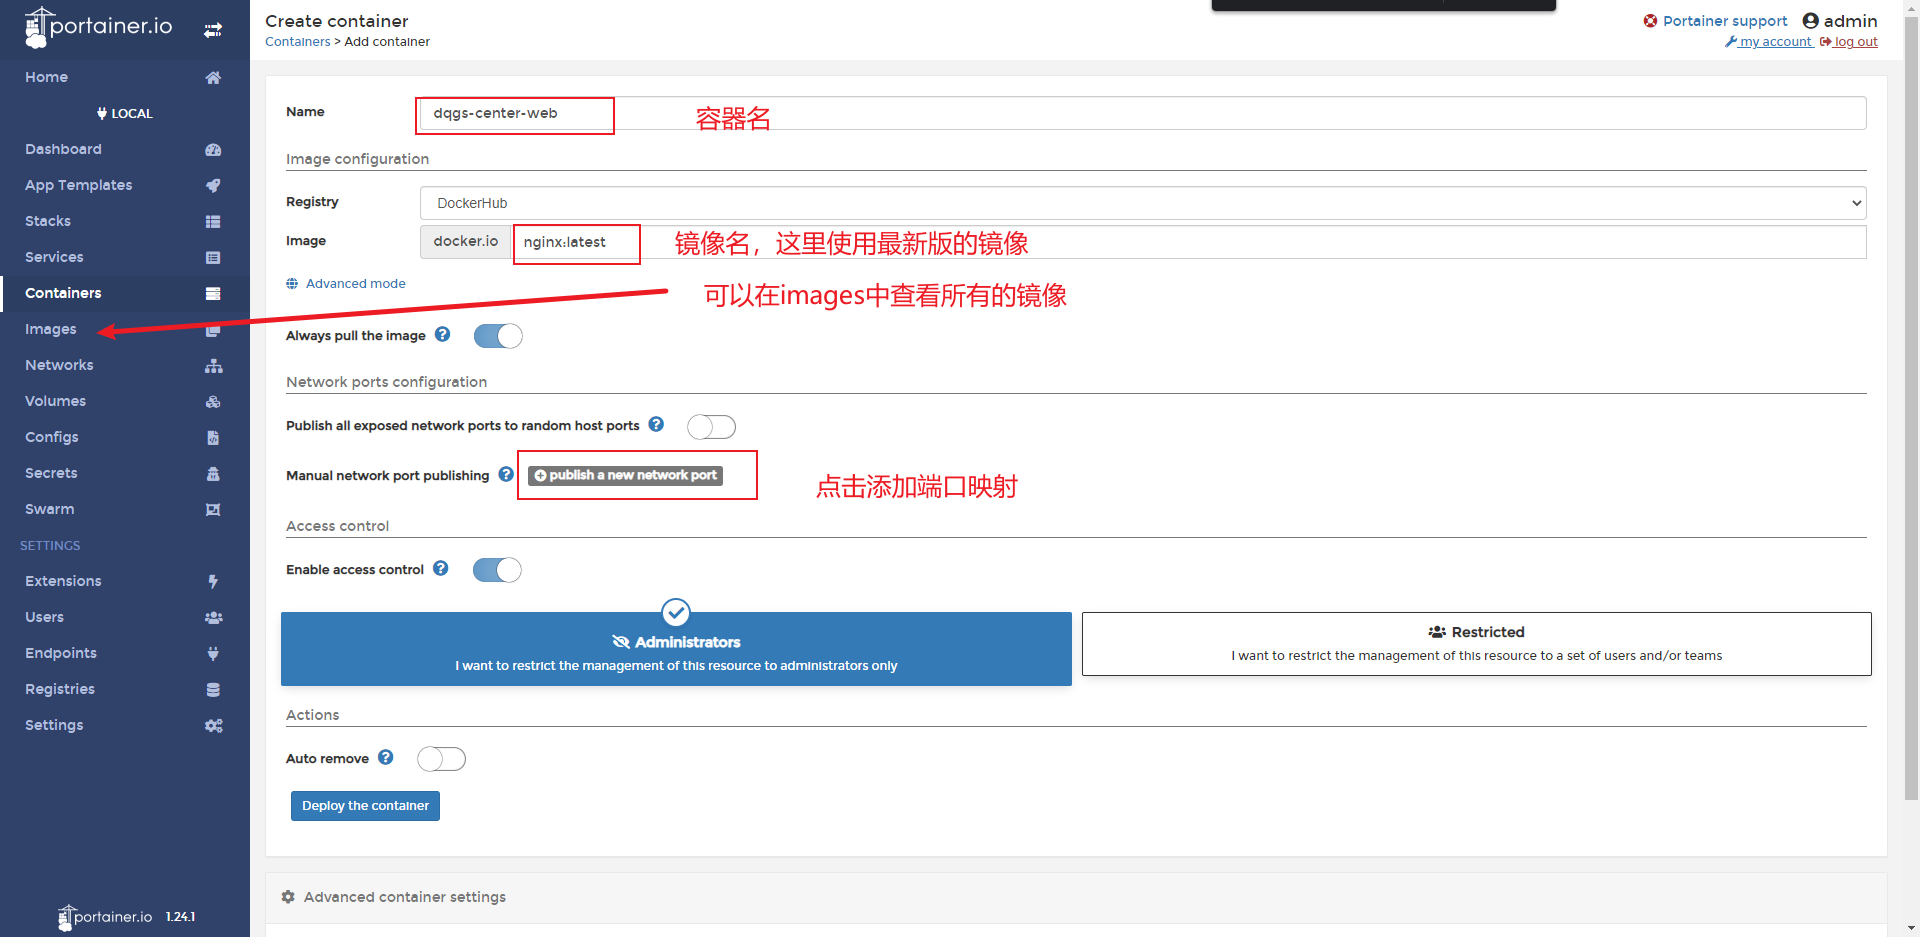 portainer.io
Home
LOCAL
Dashboard
App Templates
Stacks
Services
Containers
Images
Networks
Volumes
Configs
Secrets
Swarm
SETTINGS
Extensions
Users
Endpoints
Registries
Settings
portainer.io 1.24.1
Create container
Containers > Add container
Portainer support admin
my account log out
Name dqgs-center-web 容器名
Image configuration
Registry DockerHub
Image docker.io nginx:latest 镜像名，这里使用最新版的镜像
Advanced mode
可以在images中查看所有的镜像
Always pull the image
Network ports configuration
Publish all exposed network ports to random host ports
Manual network port publishing publish a new network port 点击添加端口映射
Access control
Enable access control
Administrators
I want to restrict the management of this resource to administrators only
Restricted
I want to restrict the management of this resource to a set of users and/or teams
Actions
Auto remove
Deploy the container
Advanced container settings